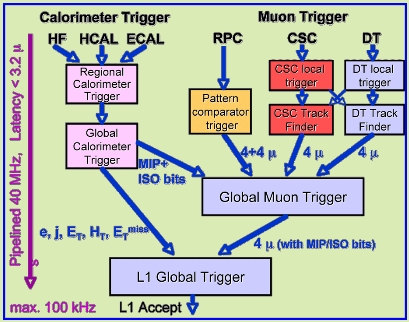 Calorimeter Trigger
Muon Trigger
HF HCAL ECAL
RPC
CSC
DT
Regional
Calorimeter
Trigger
Pattern
comparator
trigger
CSC local
trigger
DT local
trigger
CSC Track
Finder
DT Track
Finder
Global
Calorimeter
Trigger
MIP+
ISO bits
4+4 μ
4 μ
4 μ
Global Muon Trigger
e, j, E_T, H_T, E_T^miss
4 μ (with MIP/ISO bits)
L1 Global Trigger
L1 Accept
Pipelined 40 MHz, Latency < 3.2 μ
s
max. 100 kHz